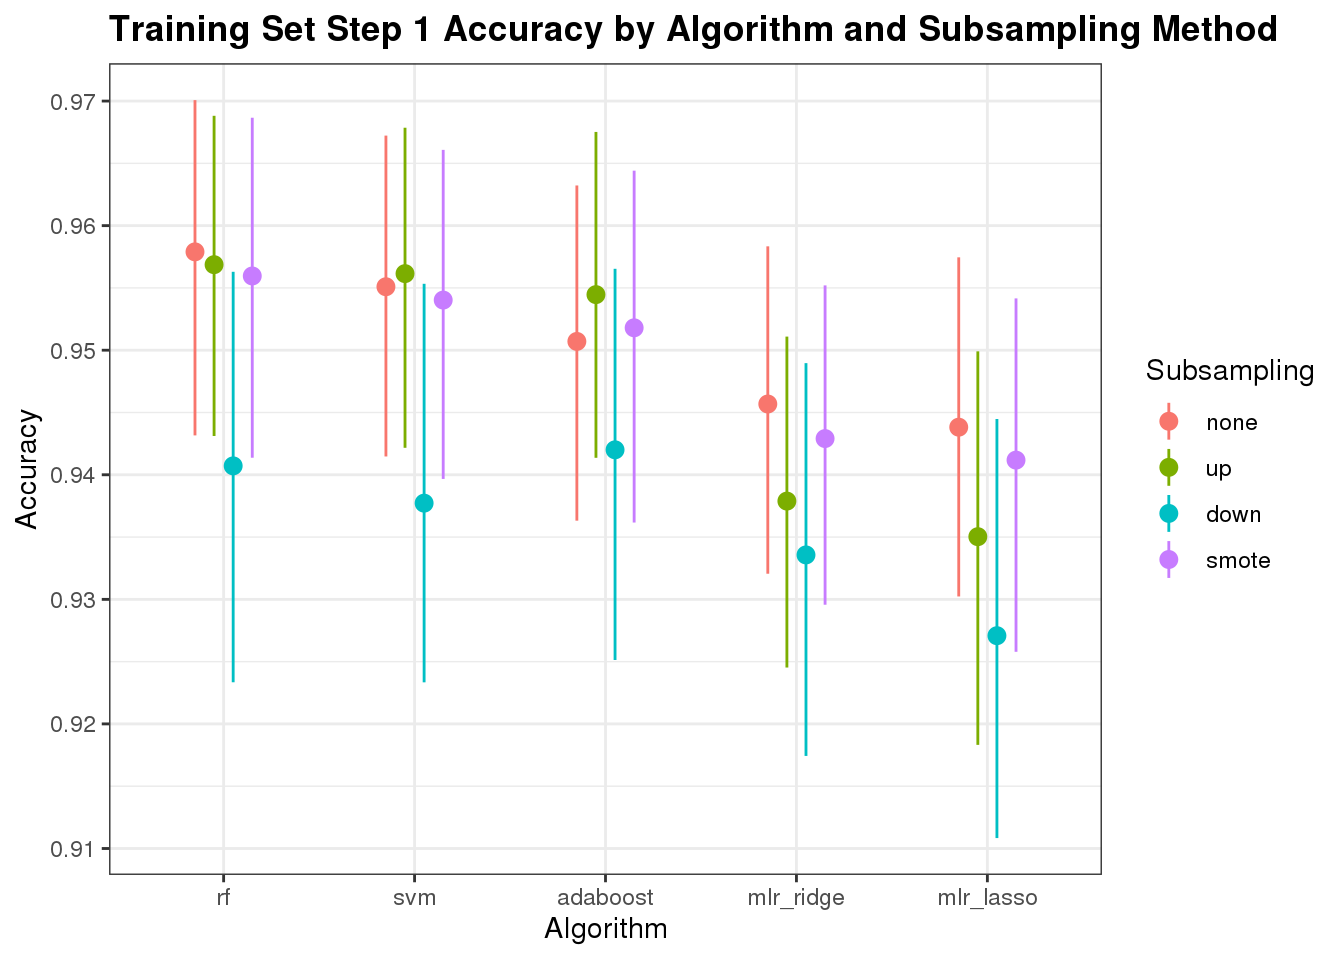 Training Set Step 1 Accuracy by Algorithm and Subsampling Method
Accuracy
0.97
0.96
0.95
0.94
0.93
0.92
0.91
rf svm adaboost mlr_ridge mlr_lasso
Algorithm
Subsampling
none
up
down
smote